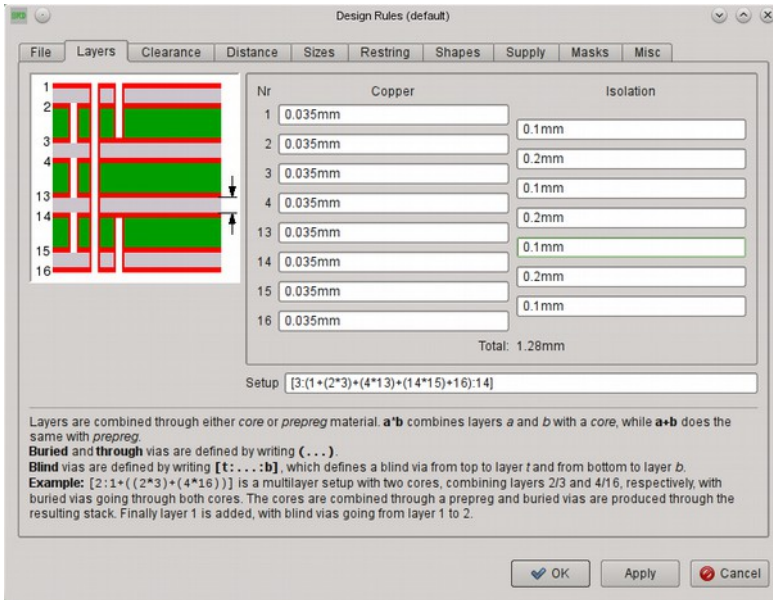 BRD
Design Rules (default)
File Layers Clearance Distance Sizes Restring Shapes Supply Masks Misc
1
2
3
4
13
14
15
16
Nr Copper Isolation
1 0.035mm
0.1mm
2 0.035mm
0.2mm
3 0.035mm
0.1mm
4 0.035mm
0.2mm
13 0.035mm
0.1mm
14 0.035mm
0.2mm
15 0.035mm
0.1mm
16 0.035mm
Total: 1.28mm
Setup [3:(1+(2*3)+(4*13)+(14*15)+16):14]
Layers are combined through either core or prepreg material. a*b combines layers a and b with a core, while a+b does the
same with prepreg.
Buried and through vias are defined by writing (...).
Blind vias are defined by writing [t:...:b], which defines a blind via from top to layer t and from bottom to layer b.
Example: [2:1+((2*3)+(4*16))] is a multilayer setup with two cores, combining layers 2/3 and 4/16, respectively, with
buried vias going through both cores. The cores are combined through a prepreg and buried vias are produced through the
resulting stack. Finally layer 1 is added, with blind vias going from layer 1 to 2.
OK Apply Cancel